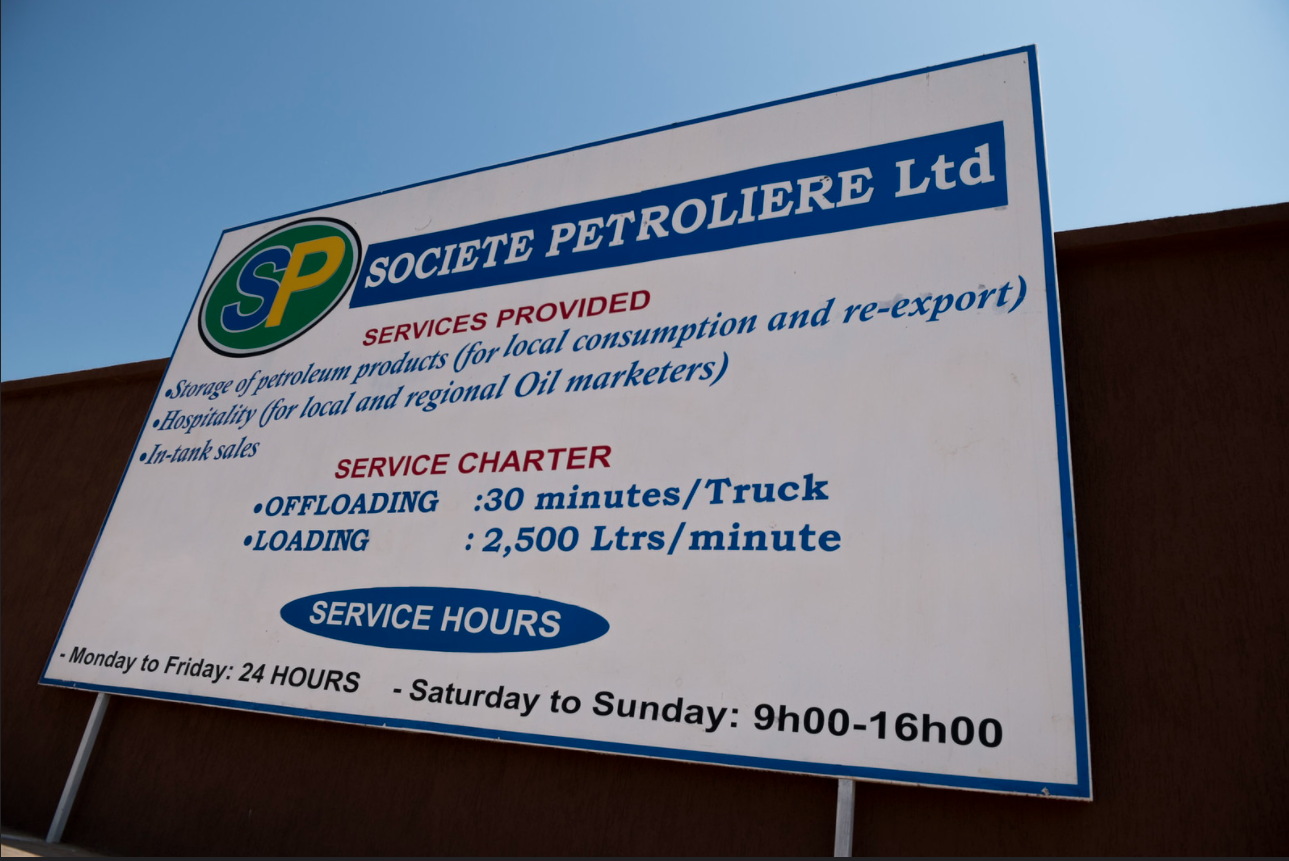 SP
SOCIETE PETROLIERE Ltd
SERVICES PROVIDED
•Storage of petroleum products (for local consumption and re-export)
•Hospitality (for local and regional Oil marketers)
•In-tank sales
SERVICE CHARTER
•OFFLOADING :30 minutes/Truck
•LOADING : 2,500 Ltrs/minute
SERVICE HOURS
- Monday to Friday: 24 HOURS - Saturday to Sunday: 9h00-16h00